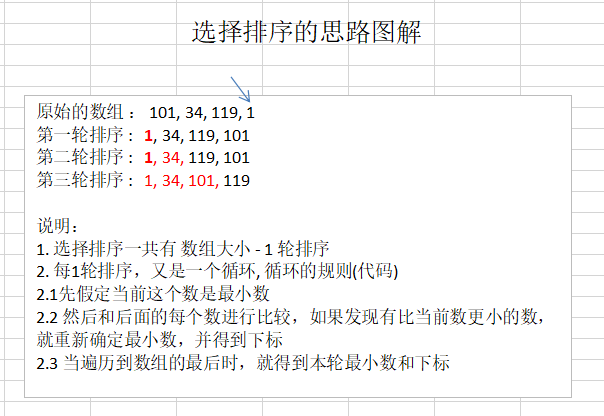 选择排序的思路图解
原始的数组 ： 101, 34, 119, 1
第一轮排序 :  1, 34, 119, 101
第二轮排序 :  1, 34, 119, 101
第三轮排序 :  1, 34, 101, 119
说明：
1. 选择排序一共有 数组大小 - 1 轮排序
2. 每1轮排序，又是一个循环, 循环的规则(代码)
2.1先假定当前这个数是最小数
2.2 然后和后面的每个数进行比较，如果发现有比当前数更小的数，
就重新确定最小数，并得到下标
2.3 当遍历到数组的最后时，就得到本轮最小数和下标